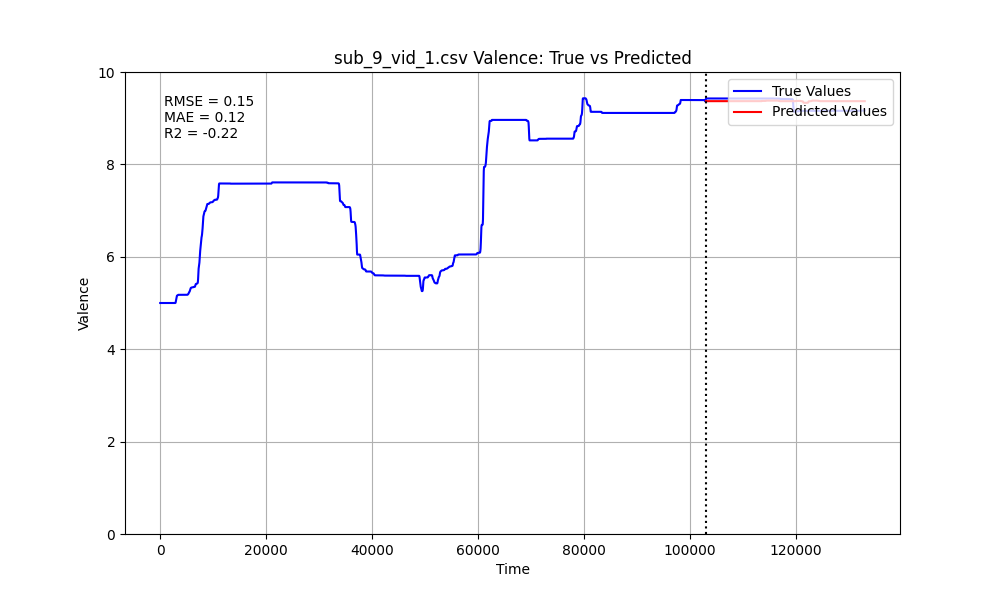 sub_9_vid_1.csv Valence: True vs Predicted
10
8
6
4
2
0
Valence
RMSE = 0.15
MAE = 0.12
R2 = -0.22
True Values
Predicted Values
0 20000 40000 60000 80000 100000 120000
Time